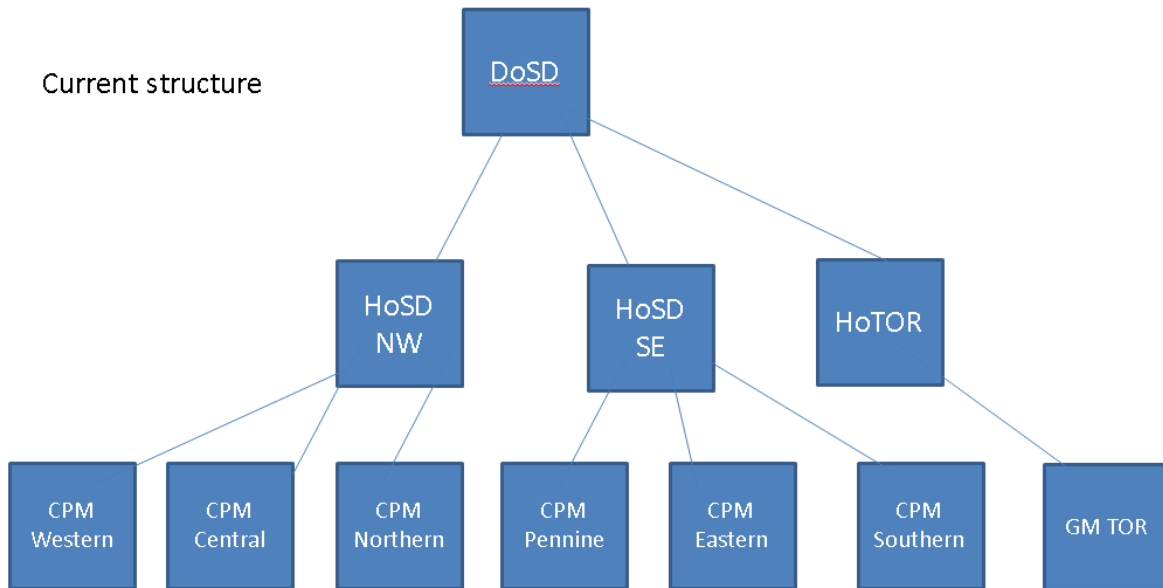 Current structure
DoSD
HoSD
NW
HoSD
SE
HoTOR
CPM
Western
CPM
Central
CPM
Northern
CPM
Pennine
CPM
Eastern
CPM
Southern
GM TOR